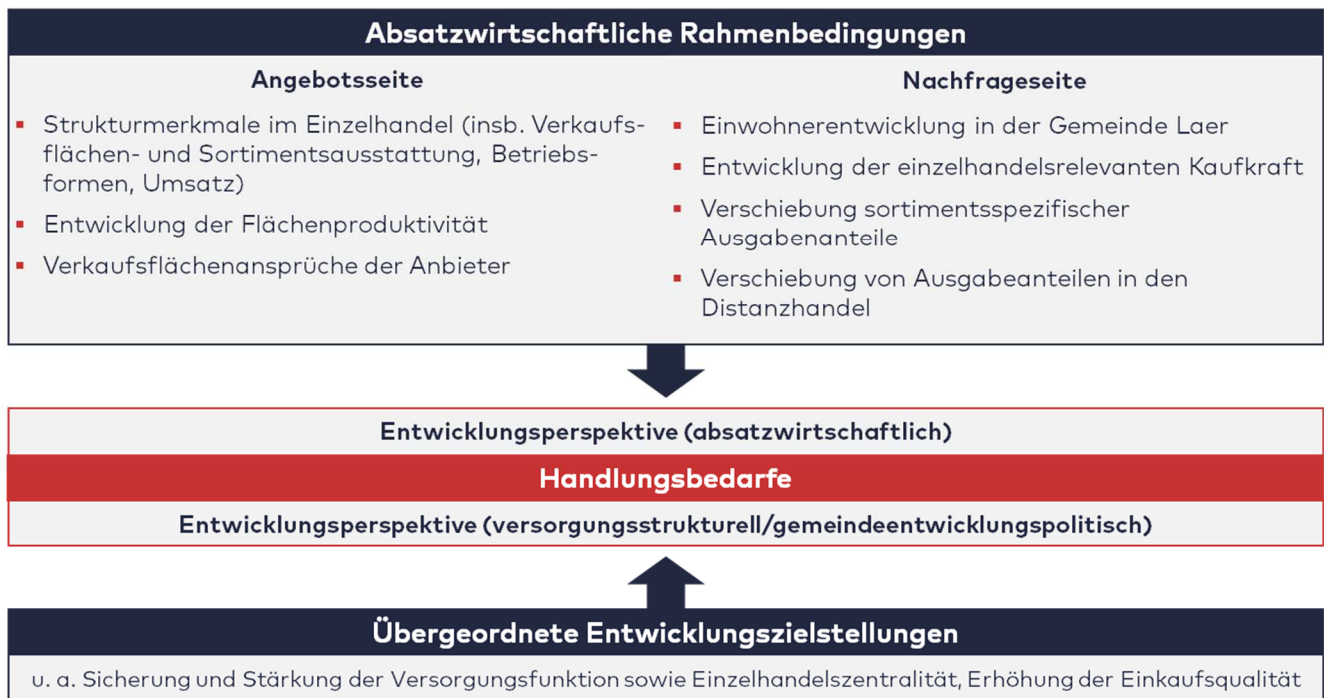 Absatzwirtschaftliche Rahmenbedingungen
Angebotsseite
▪ Strukturmerkmale im Einzelhandel (insb. Verkaufs-
flächen- und Sortimentsausstattung, Betriebs-
formen, Umsatz)
▪ Entwicklung der Flächenproduktivität
▪ Verkaufsflächenansprüche der Anbieter
Nachfrageseite
▪ Einwohnerentwicklung in der Gemeinde Laer
▪ Entwicklung der einzelhandelsrelevanten Kaufkraft
▪ Verschiebung sortimentsspezifischer
Ausgabenanteile
▪ Verschiebung von Ausgabeanteilen in den
Distanzhandel
Entwicklungsperspektive (absatzwirtschaftlich)
Handlungsbedarfe
Entwicklungsperspektive (versorgungsstrukturell/gemeindeentwicklungspolitisch)
Übergeordnete Entwicklungszielstellungen
u. a. Sicherung und Stärkung der Versorgungsfunktion sowie Einzelhandelszentralität, Erhöhung der Einkaufsqualität